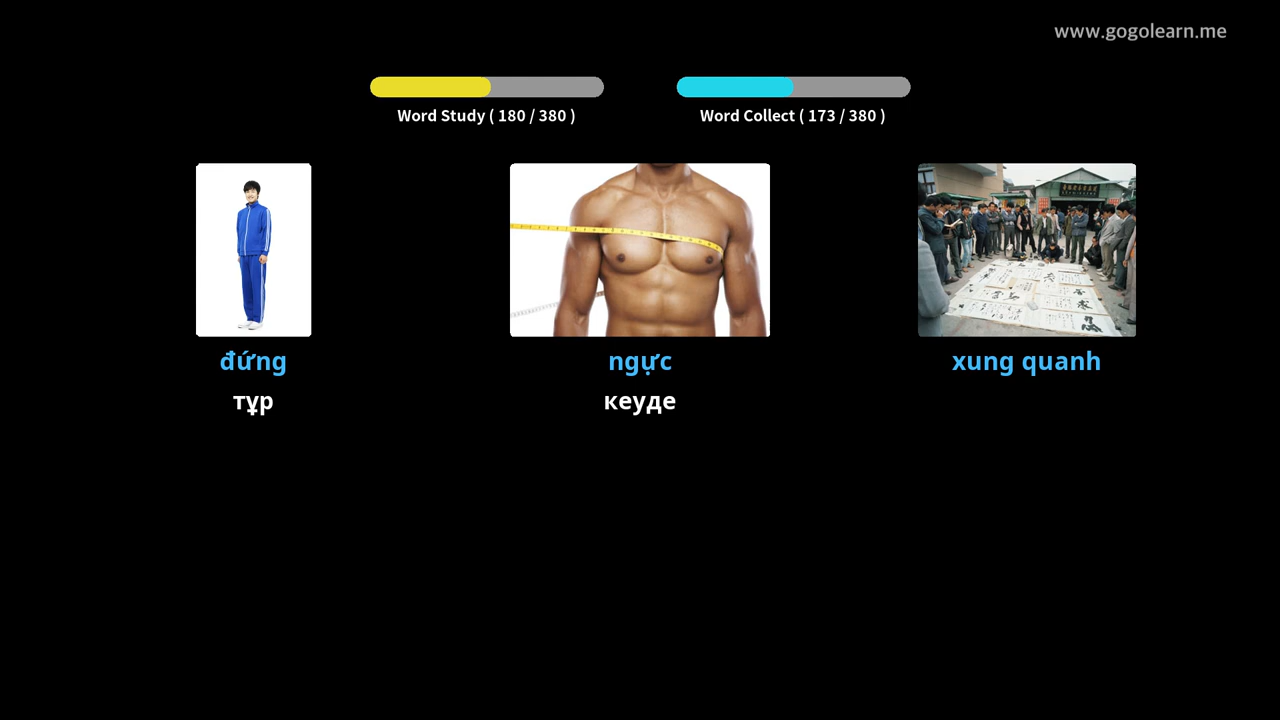 www.gogolearn.me
Word Study ( 180 / 380 )
Word Collect ( 173 / 380 )
đứng
тұр
ngực
кеуде
xung quanh